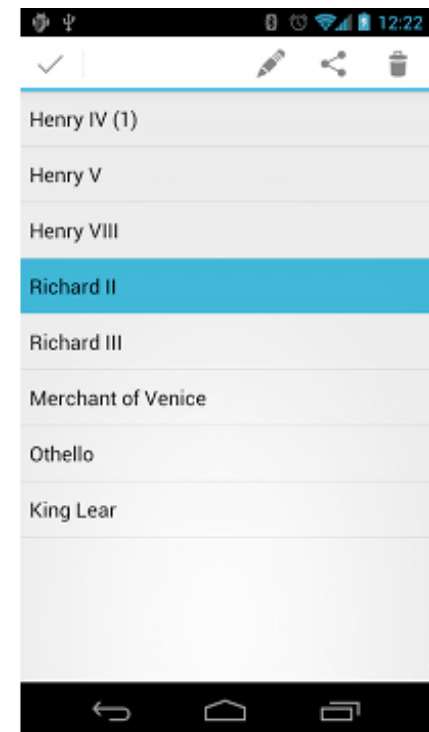 12:22
Henry IV (1)
Henry V
Henry VIII
Richard II
Richard III
Merchant of Venice
Othello
King Lear